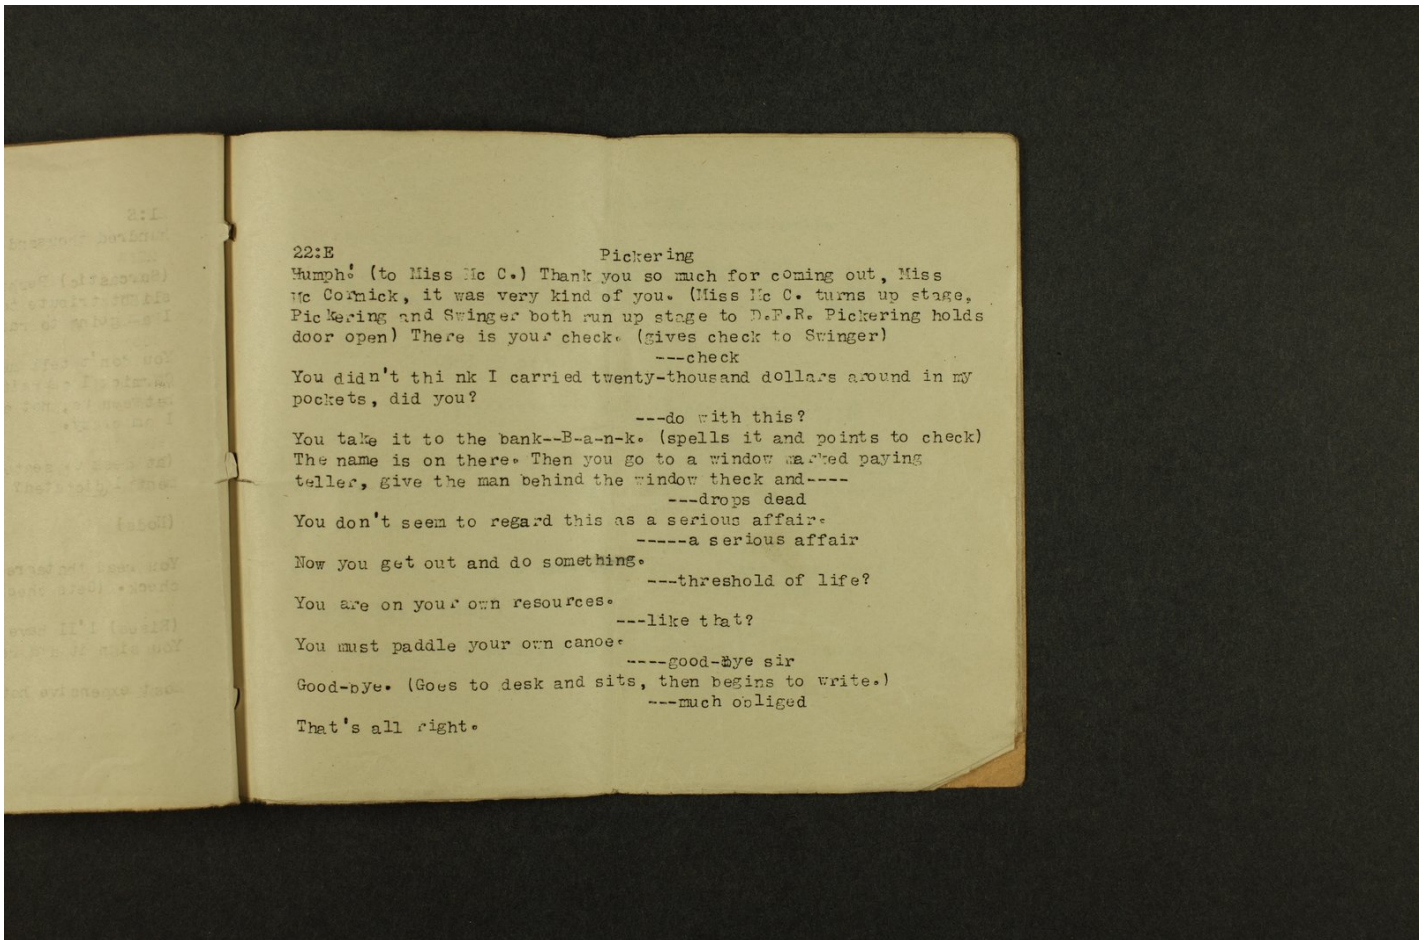 22:E Pickering
Humph! (to Miss Mc C.) Thank you so much for coming out, Miss
Mc Cormick, it was very kind of you. (Miss Mc C. turns up stage,
Pickering and Swinger both run up stage to D.F.R. Pickering holds
door open) There is your check. (gives check to Swinger)
---check
You didn't thi nk I carried twenty-thousand dollars around in my
pockets, did you?
---do with this?
You take it to the bank--B-a-n-k. (spells it and points to check)
The name is on there. Then you go to a window marked paying
teller, give the man behind the window theck and----
---drops dead
You don't seem to regard this as a serious affair.
-----a serious affair
Now you get out and do something.
---threshold of life?
You are on your own resources.
---like that?
You must paddle your own canoe.
----good-bye sir
Good-bye. (Goes to desk and sits, then begins to write.)
---much obliged
That's all right.